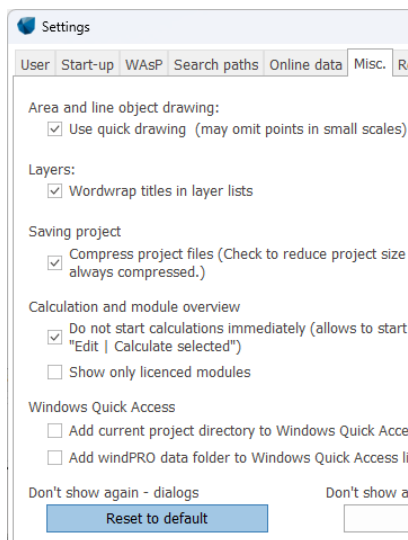 Settings
User Start-up WAsP Search paths Online data Misc.
Area and line object drawing:
Use quick drawing (may omit points in small scales)
Layers:
Wordwrap titles in layer lists
Saving project
Compress project files (Check to reduce project size
always compressed.)
Calculation and module overview
Do not start calculations immediately (allows to start
"Edit | Calculate selected")
Show only licenced modules
Windows Quick Access
Add current project directory to Windows Quick Acce
Add windPRO data folder to Windows Quick Access li
Don't show again - dialogs Don't show a
Reset to default